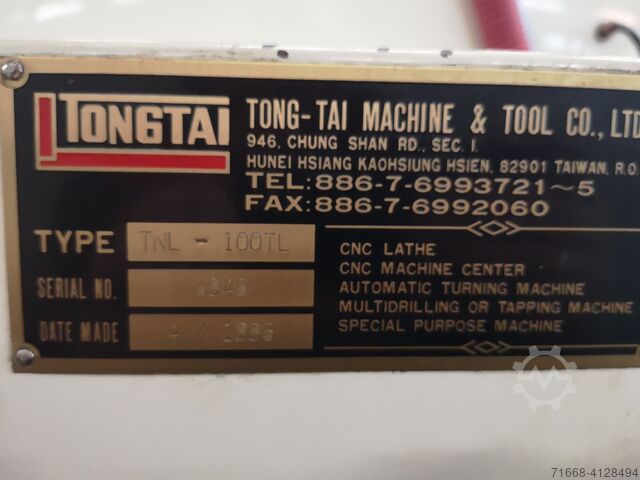 TONGTAI
TONG-TAI MACHINE & TOOL CO., LTD
946, CHUNG SHAN RD., SEC. I.
HUNEI HSIANG KAOHSIUNG HSIEN, 82901 TAIWAN, R.O
TEL:886-7-6993721~5
FAX:886-7-6992060
TYPE TNL - 100TL
SERIAL NO.
DATE MADE
CNC LATHE
CNC MACHINE CENTER
AUTOMATIC TURNING MACHINE
MULTIDRILLING OR TAPPING MACHINE
SPECIAL PURPOSE MACHINE
71668-4128494